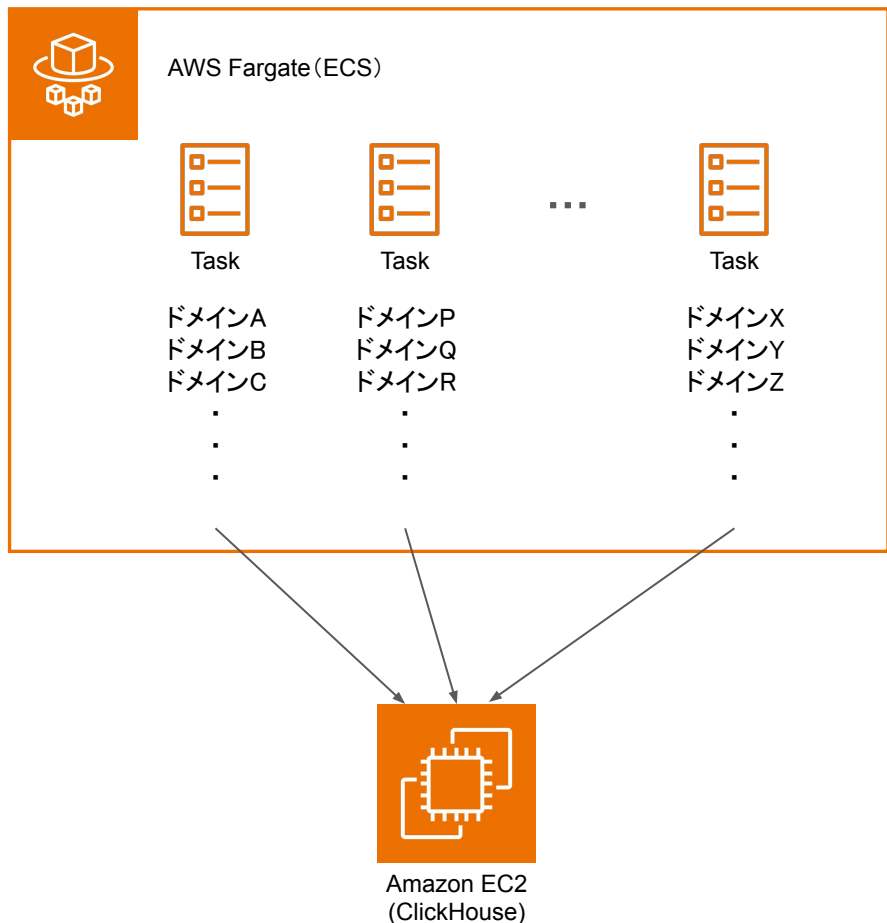 AWS Fargate（ECS）
Task
Task
...
Task
ドメインA
ドメインB
ドメインC
・
・
・
ドメインP
ドメインQ
ドメインR
・
・
・
ドメインX
ドメインY
ドメインZ
・
・
・
Amazon EC2
(ClickHouse)